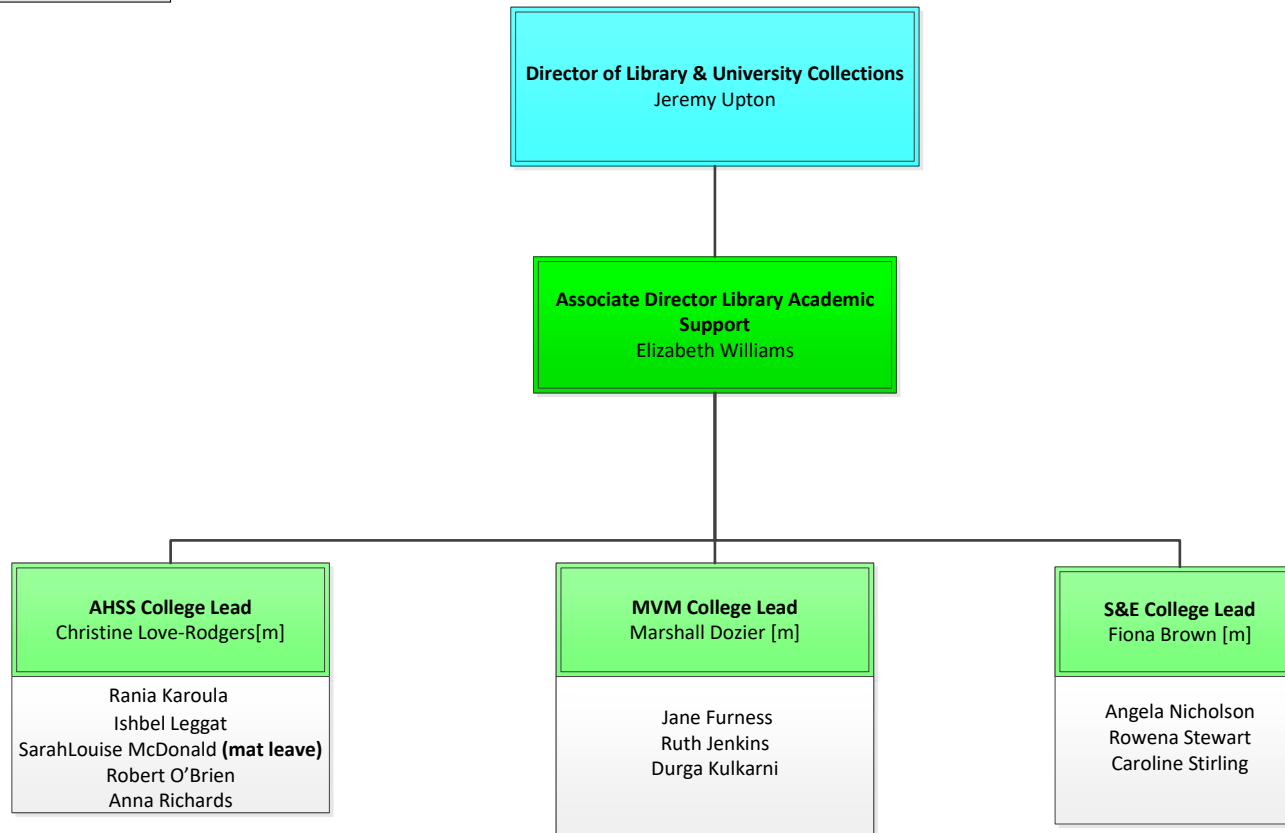 Director of Library & University Collections
Jeremy Upton
Associate Director Library Academic
Support
Elizabeth Williams
AHSS College Lead
Christine Love-Rodgers[m]
Rania Karoula
Ishbel Leggat
SarahLouise McDonald (mat leave)
Robert O’Brien
Anna Richards
MVM College Lead
Marshall Dozier [m]
Jane Furness
Ruth Jenkins
Durga Kulkarni
S&E College Lead
Fiona Brown [m]
Angela Nicholson
Rowena Stewart
Caroline Stirling